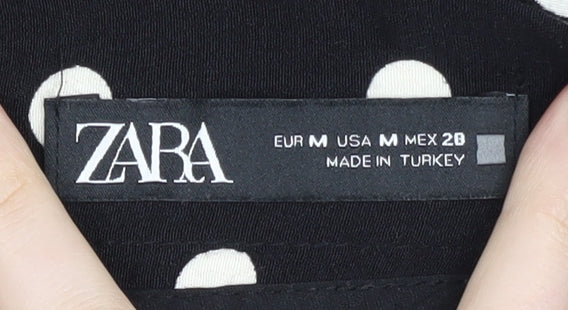 ZARA
EUR M USA M MEX 28
MADE IN TURKEY